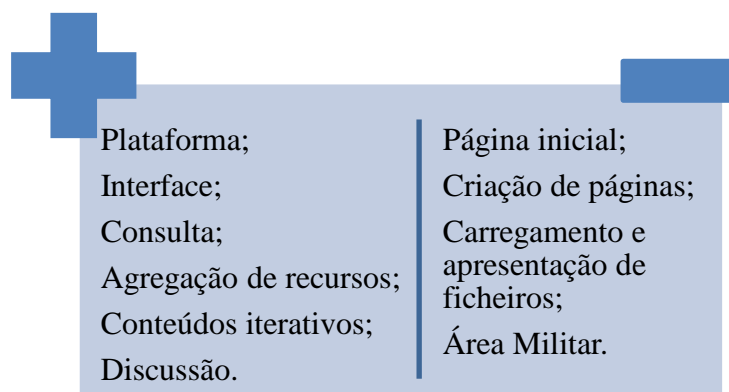 Plataforma;
Interface;
Consulta;
Agregação de recursos;
Conteúdos iterativos;
Discussão.
Página inicial;
Criação de páginas;
Carregamento e
apresentação de
ficheiros;
Área Militar.